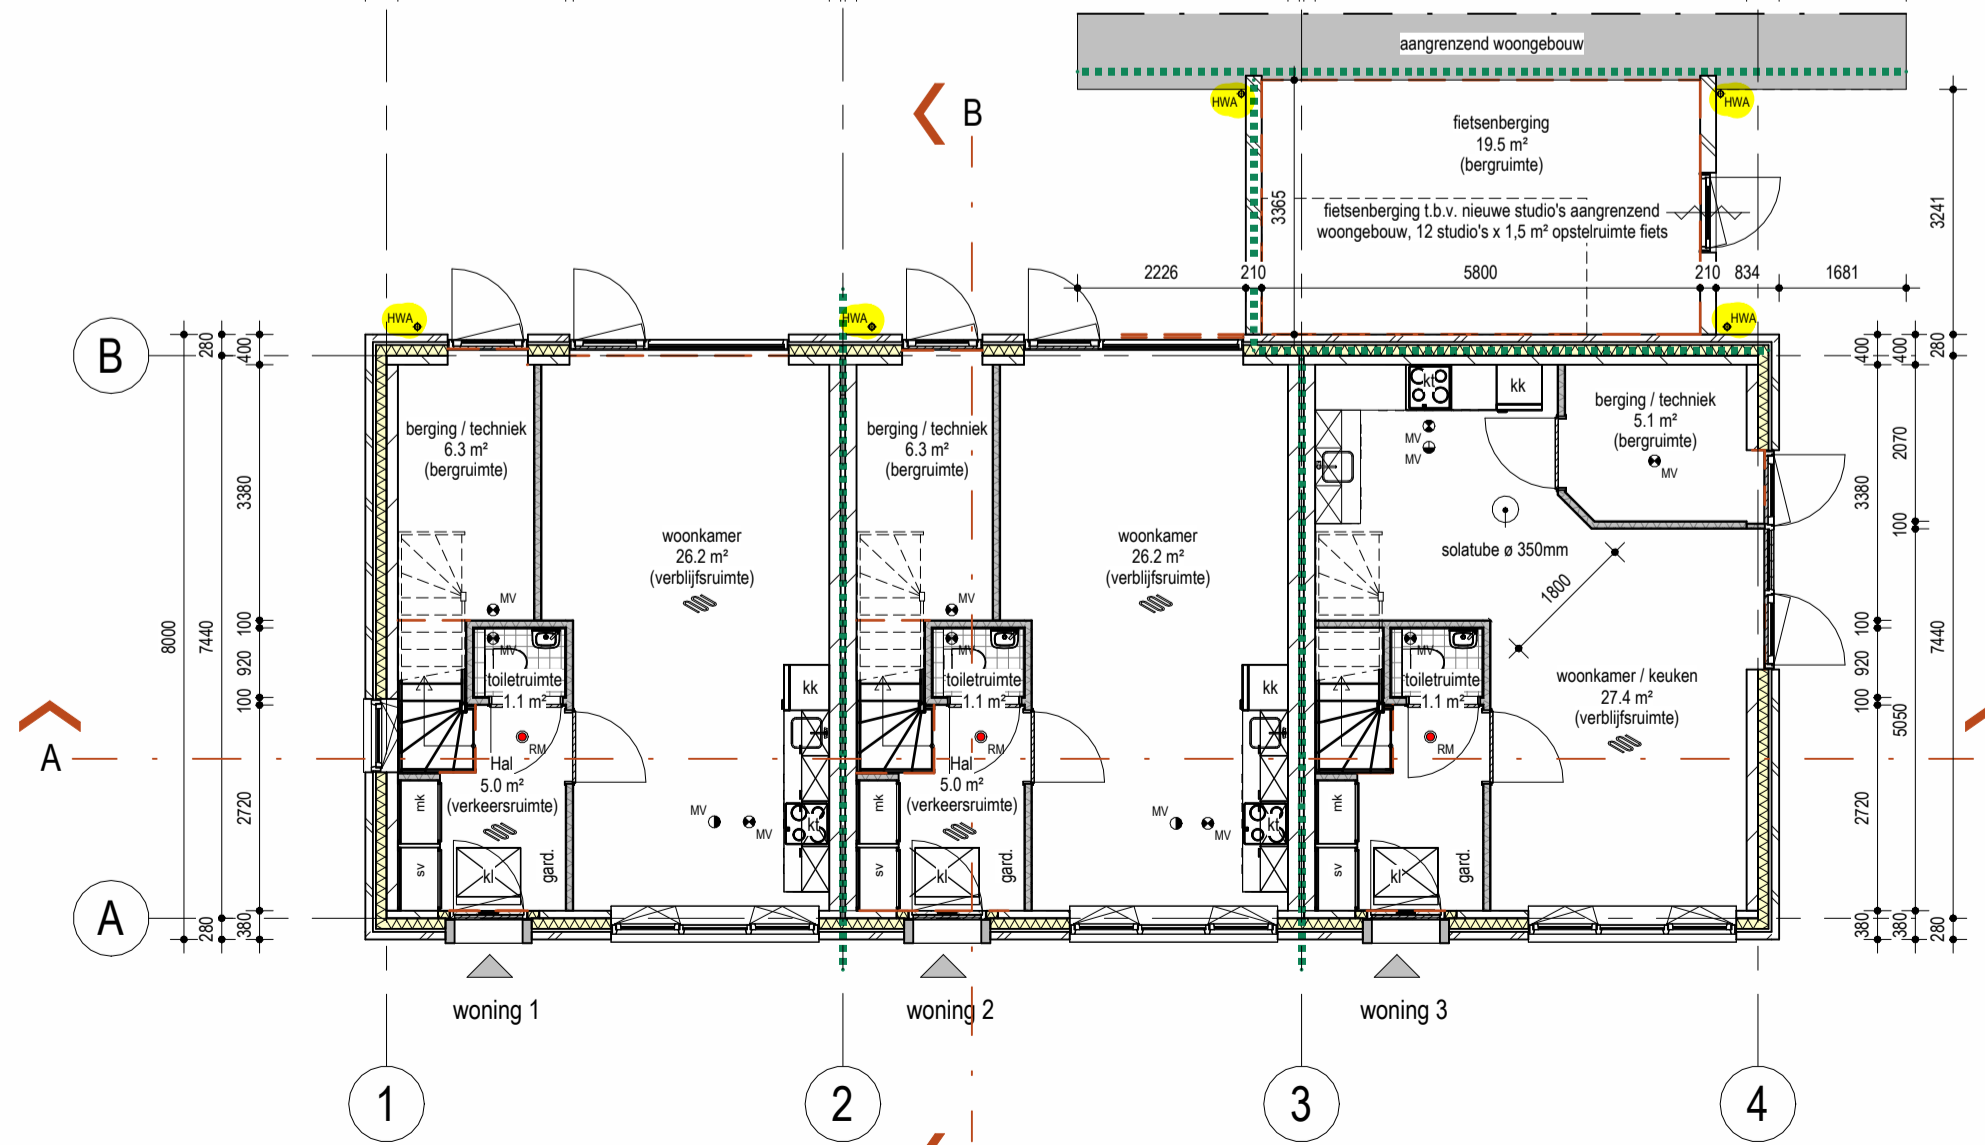 aangrenzend woongebouw
B
HWA
HWA
fietsenberging
19.5 m²
(bergruimte)
3365
3241
fietsenberging t.b.v. nieuwe studio's aangrenzend
woongebouw, 12 studio's x 1,5 m² opstelruimte fiets
2226
210
5800
210
834
1681
HWA
HWA
HWA
B
280
400
400
400
280
kt
kk
berging / techniek
6.3 m²
(bergruimte)
berging / techniek
6.3 m²
(bergruimte)
berging / techniek
5.1 m²
(bergruimte)
MV
MV
MV
3380
3380
2070
100
woonkamer
26.2 m²
(verblijfsruimte)
woonkamer
26.2 m²
(verblijfsruimte)
solatube ø 350mm
1800
MV
MV
8000
7440
100
920
100
100
920
100
7440
5050
MV
MV
MV
toiletruimte
1.1 m²
toiletruimte
1.1 m²
toiletruimte
1.1 m²
kk
kk
woonkamer / keuken
27.4 m²
(verblijfsruimte)
A
RM
RM
RM
Hal
5.0 m²
(verkeersruimte)
Hal
5.0 m²
(verkeersruimte)
2720
2720
mk
mk
mk
MV
MV
kt
MV
MV
kt
sv
kl
gard.
sv
kl
gard.
sv
kl
gard.
A
280
380
380
380
280
woning 1
woning 2
woning 3
1
2
3
4